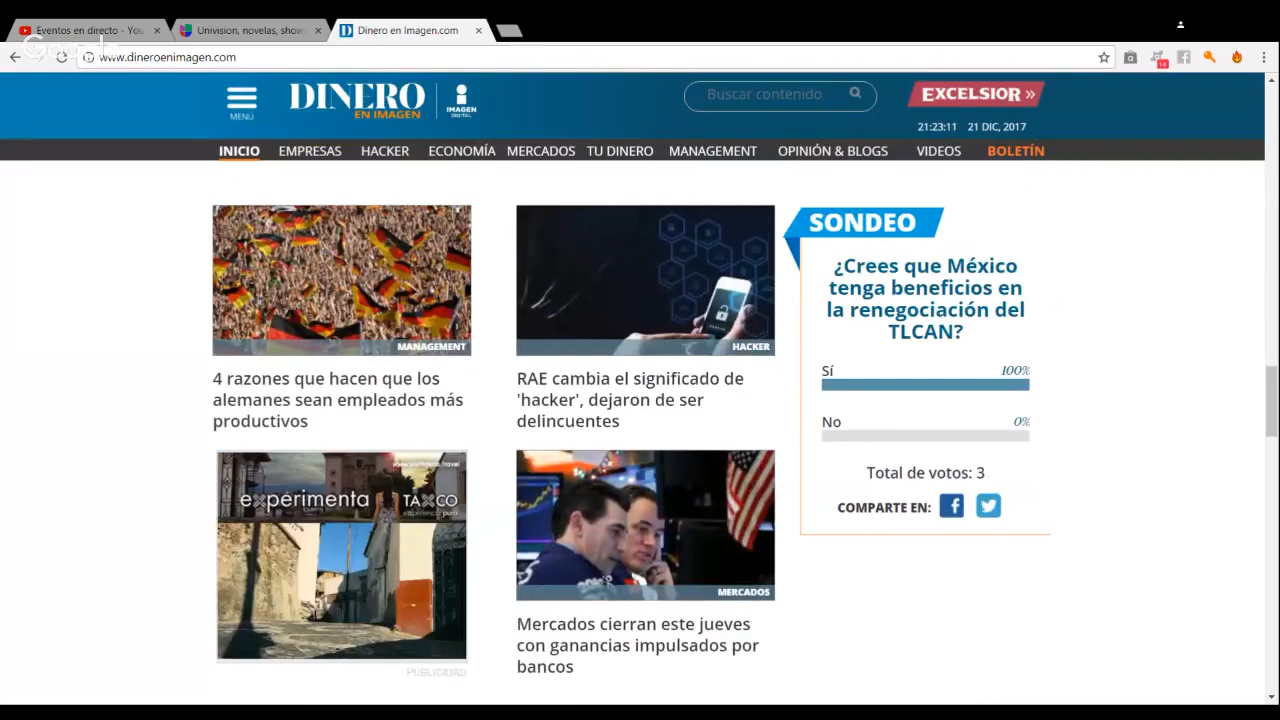 Eventos en directo - You
Univision, novelas, show
Dinero en Imagen.com
www.dineroenimagen.com
14
MENÚ
DINERO
EN IMAGEN
IMAGEN
DIGITAL
Buscar contenido
EXCELSIOR »
21:23:11 21 DIC, 2017
INICIO EMPRESAS HACKER ECONOMÍA MERCADOS TU DINERO MANAGEMENT OPINIÓN & BLOGS VIDEOS BOLETÍN
MANAGEMENT
4 razones que hacen que los
alemanes sean empleados más
productivos
HACKER
RAE cambia el significado de
'hacker', dejaron de ser
delincuentes
SONDEO
¿Crees que México
tenga beneficios en
la renegociación del
TLCAN?
Sí 100%
No 0%
Total de votos: 3
COMPARTE EN:
experimenta TAXCO
PUBLICIDAD
MERCADOS
Mercados cierran este jueves
con ganancias impulsados por
bancos